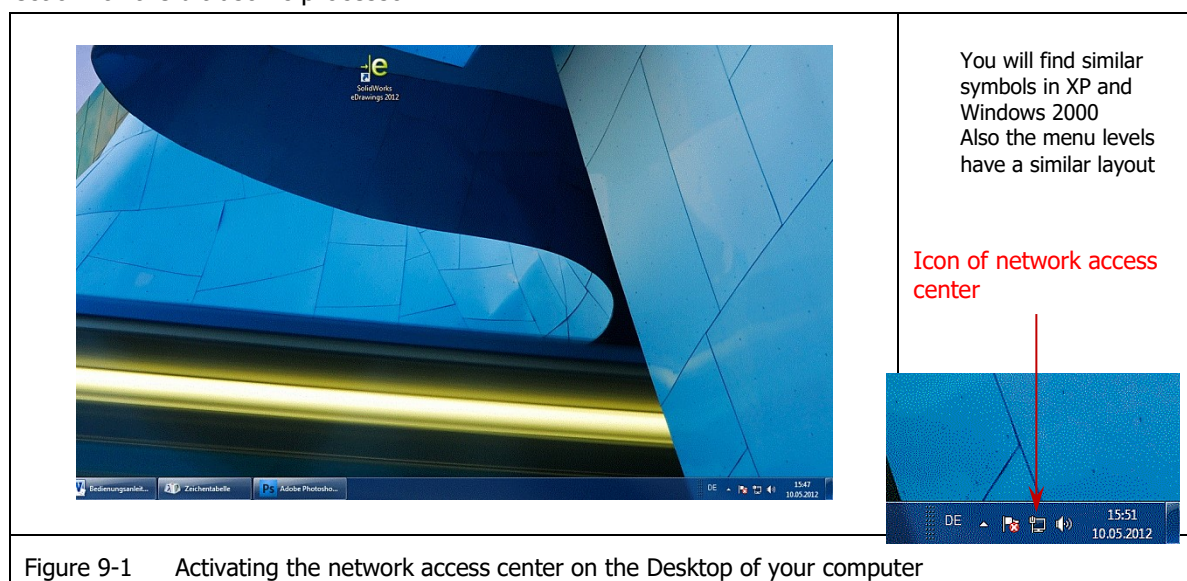 SolidWorks
eDrawings 2012
Bedienungsanleit...
Zeichentabelle
Ps Adobe Photosho...
DE
15:47
10.05.2012
You will find similar
symbols in XP and
Windows 2000
Also the menu levels
have a similar layout
Icon of network access
center
DE
15:51
10.05.2012
Figure 9-1 Activating the network access center on the Desktop of your computer